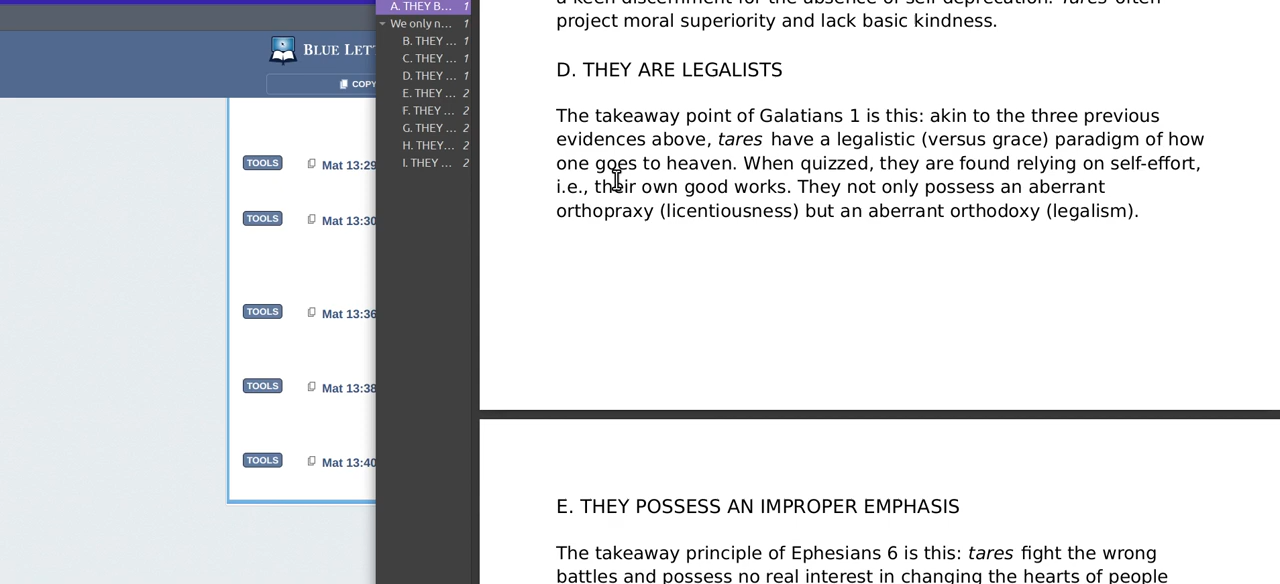 BLUE LET
COPY
TOOLS Mat 13:29
TOOLS Mat 13:30
TOOLS Mat 13:36
TOOLS Mat 13:38
TOOLS Mat 13:40
A. THEY B... 1
We only n... 1
B. THEY ... 1
C. THEY ... 1
D. THEY ... 1
E. THEY ... 2
F. THEY ... 2
G. THEY ... 2
H. THEY... 2
I. THEY ... 2
a keen discernment for the absence of self-deprecation. Tares often
project moral superiority and lack basic kindness.
D. THEY ARE LEGALISTS
The takeaway point of Galatians 1 is this: akin to the three previous
evidences above, tares have a legalistic (versus grace) paradigm of how
one goes to heaven. When quizzed, they are found relying on self-effort,
i.e., their own good works. They not only possess an aberrant
orthopraxy (licentiousness) but an aberrant orthodoxy (legalism).
E. THEY POSSESS AN IMPROPER EMPHASIS
The takeaway principle of Ephesians 6 is this: tares fight the wrong
battles and possess no real interest in changing the hearts of people